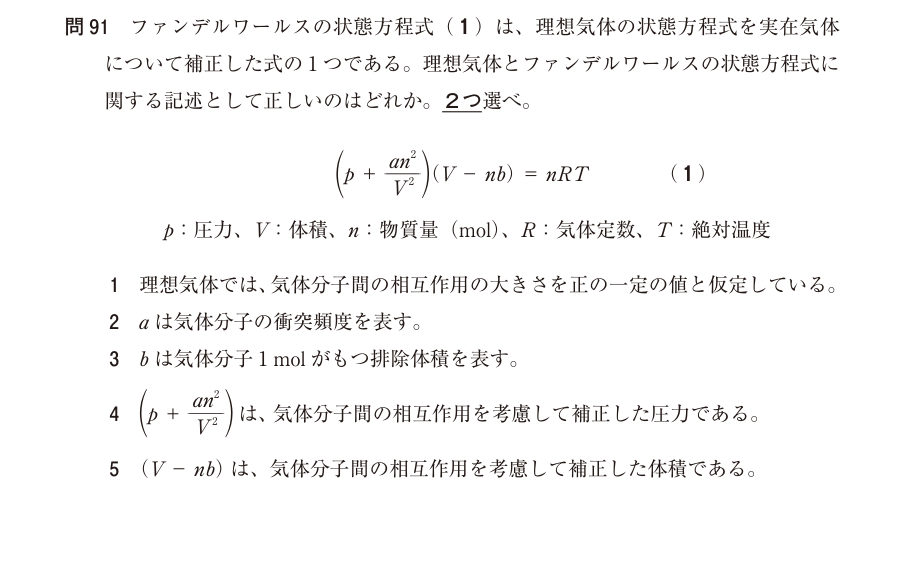 問 91 ファンデルワールスの状態方程式(1)は、理想気体の状態方程式を実在気体
について補正した式の1つである。理想気体とファンデルワールスの状態方程式に
関する記述として正しいのはどれか。2つ選べ。
(p + an²/V²)(V − nb) = nRT (1)
p:圧力、V:体積、n:物質量(mol)、R:気体定数、T:絶対温度
1 理想気体では、気体分子間の相互作用の大きさを正の一定の値と仮定している。
2 aは気体分子の衝突頻度を表す。
3 bは気体分子1 molがもつ排除体積を表す。
4 (p + an²/V²)は、気体分子間の相互作用を考慮して補正した圧力である。
5 (V − nb)は、気体分子間の相互作用を考慮して補正した体積である。